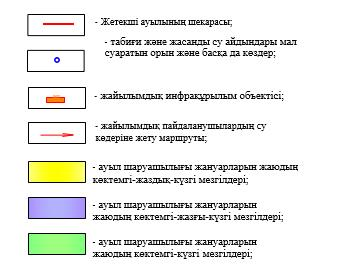 - Жетекші ауылының шекарасы;
- табиғи және жасанды су айдындары мал
суаратын орын және басқа да көздер;
- жайылымдық инфрақұрылым объектісі;
- жайылымдық пайдаланушылардың су
көдеріне жету маршруты;
- ауыл шаруашылығы жануарларын жаюдың
көктемгі-жаздық-күзгі мезгілдері;
- ауыл шаруашылығы жануарларын
жаюдың көктемгі-жазғы-күзгі мезгілдері;
- ауыл шаруашылығы жануарларын
жаюдың көктемгі-күзгі мезгілдері;